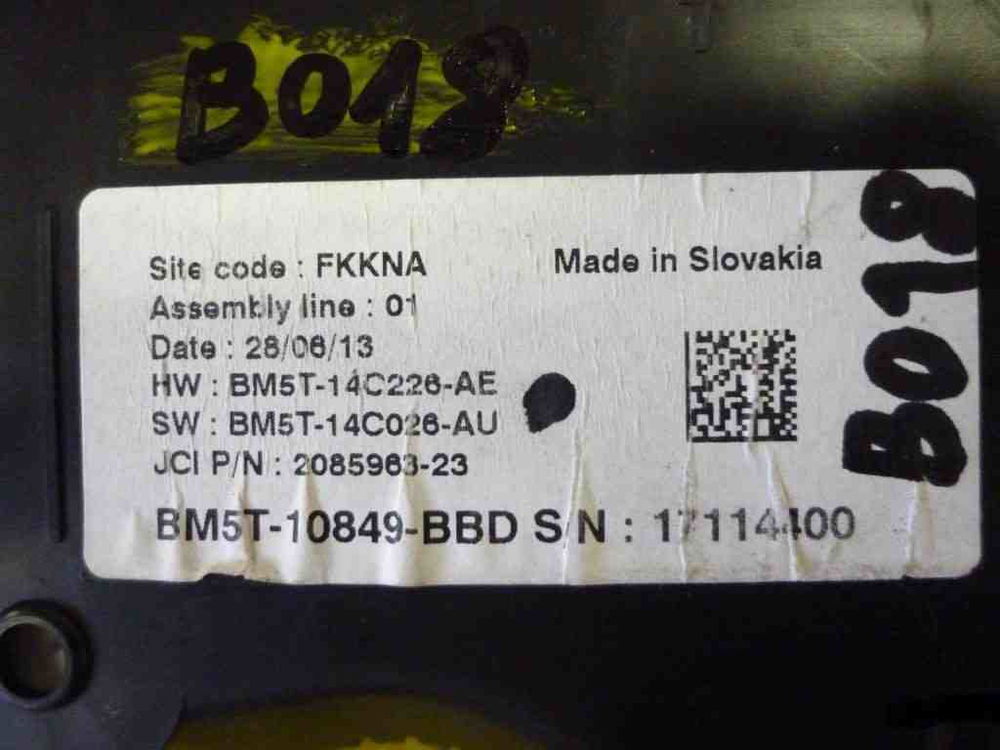 B018
Site code : FKKNA
Made in Slovakia
Assembly line : 01
Date : 28/06/13
HW : BM5T-14C226-AE
SW : BM5T-14C026-AU
JCI P/N : 2085963-23
BM5T-10849-BBD S/N : 17114400
B018